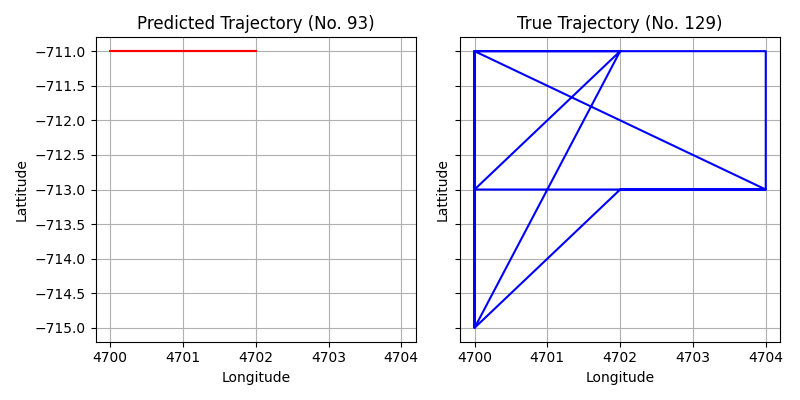 Predicted Trajectory (No. 93)
True Trajectory (No. 129)
Lattitude
−711.0
−711.5
−712.0
−712.5
−713.0
−713.5
−714.0
−714.5
−715.0
4700 4701 4702 4703 4704
Longitude
Lattitude
4700 4701 4702 4703 4704
Longitude